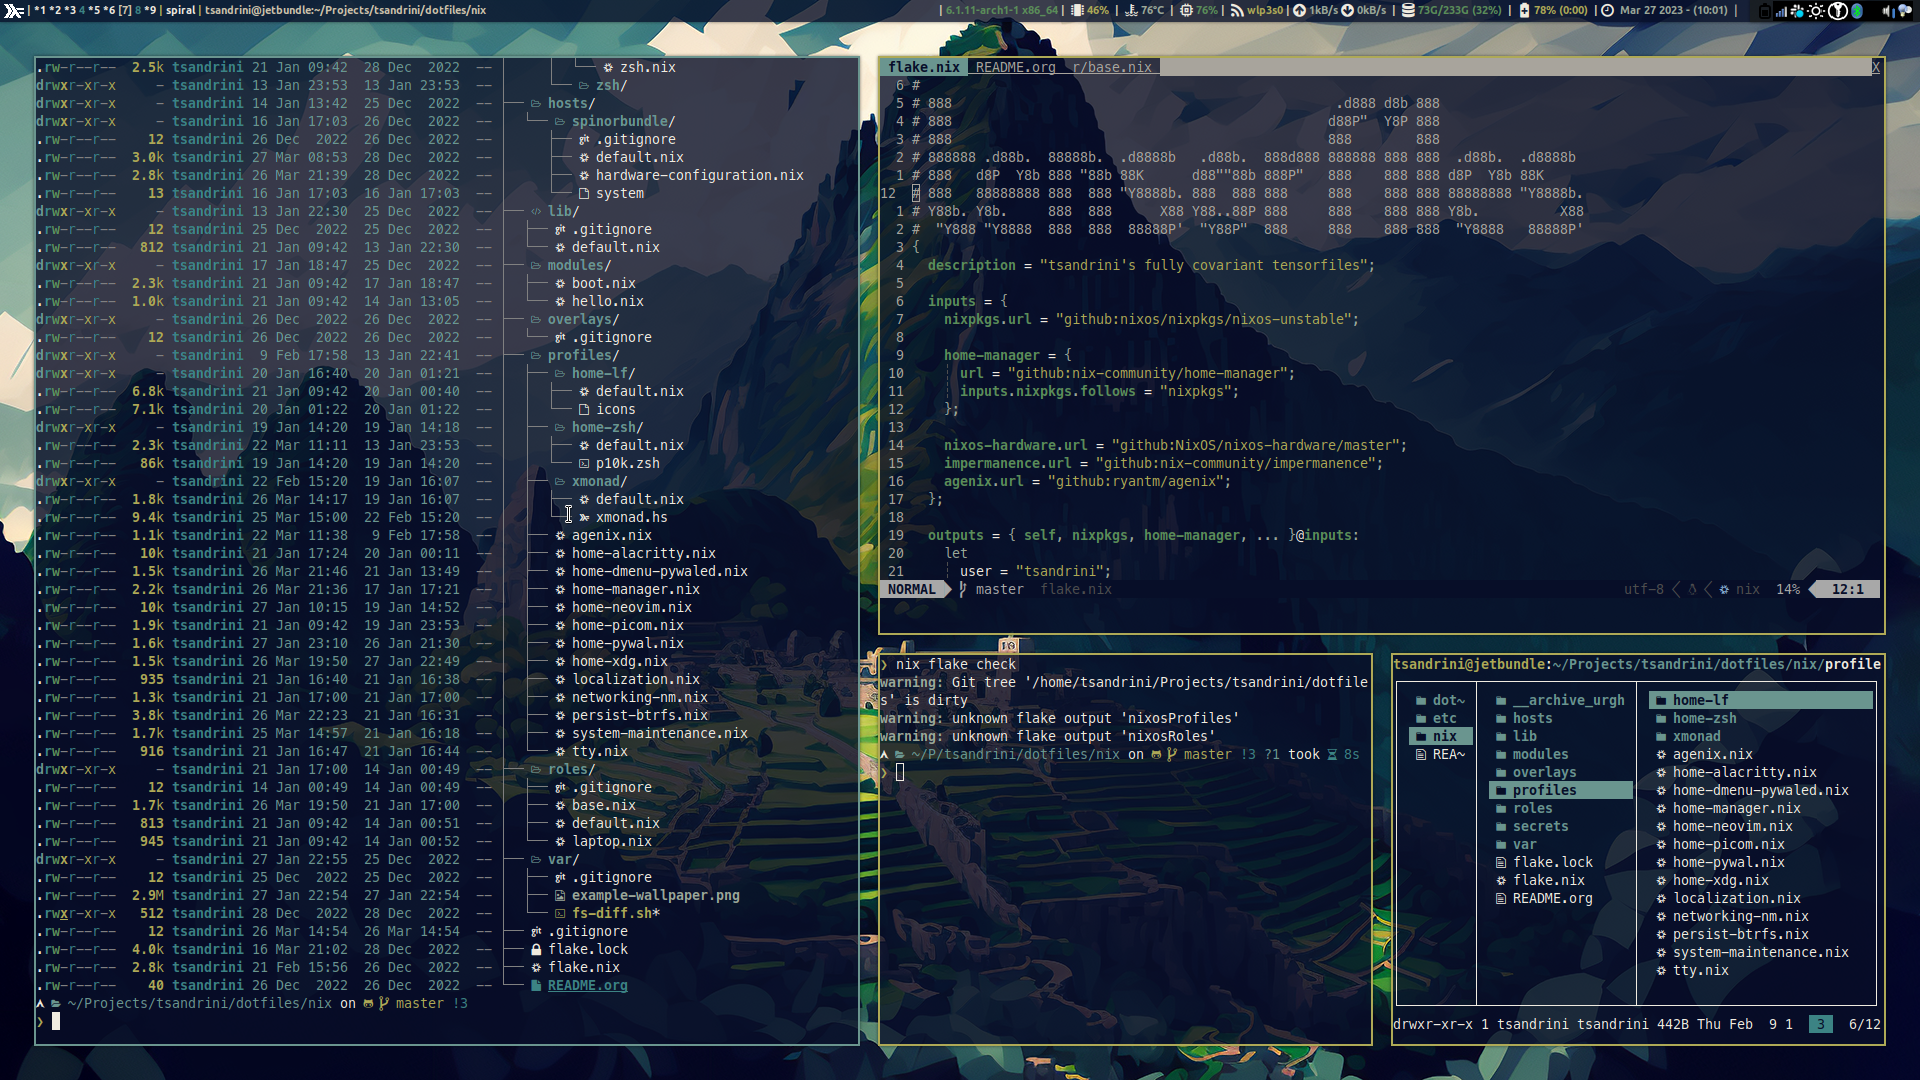 *1 *2 *3 4 *5 *6 [7] 8 *9 | spiral | tsandrini@jetbundle:~/Projects/tsandrini/dotfiles/nix
| 6.1.11-arch1-1 x86_64 | 46% | 76°C | 76% | wlp3s0 | 1kB/s 0kB/s | 73G/233G (32%) | 78% (0:00) | Mar 27 2023 - (10:01) |
.rw-r--r-- 2.5k tsandrini 21 Jan 09:42 28 Dec 2022 -- zsh.nix
drwxr-xr-x - tsandrini 13 Jan 23:53 13 Jan 23:53 -- zsh/
drwxr-xr-x - tsandrini 14 Jan 13:42 25 Dec 2022 -- hosts/
drwxr-xr-x - tsandrini 16 Jan 17:03 26 Dec 2022 -- spinorbundle/
.rw-r--r-- 12 tsandrini 26 Dec 2022 26 Dec 2022 -- .gitignore
.rw-r--r-- 3.0k tsandrini 27 Mar 08:53 28 Dec 2022 -- default.nix
.rw-r--r-- 2.8k tsandrini 26 Mar 21:39 28 Dec 2022 -- hardware-configuration.nix
.rw-r--r-- 13 tsandrini 16 Jan 17:03 16 Jan 17:03 -- system
drwxr-xr-x - tsandrini 13 Jan 22:30 25 Dec 2022 -- lib/
.rw-r--r-- 12 tsandrini 25 Dec 2022 25 Dec 2022 -- .gitignore
.rw-r--r-- 812 tsandrini 21 Jan 09:42 13 Jan 22:30 -- default.nix
drwxr-xr-x - tsandrini 17 Jan 18:47 25 Dec 2022 -- modules/
.rw-r--r-- 2.3k tsandrini 21 Jan 09:42 17 Jan 18:47 -- boot.nix
.rw-r--r-- 1.0k tsandrini 21 Jan 09:42 14 Jan 13:05 -- hello.nix
drwxr-xr-x - tsandrini 26 Dec 2022 26 Dec 2022 -- overlays/
.rw-r--r-- 12 tsandrini 26 Dec 2022 26 Dec 2022 -- .gitignore
drwxr-xr-x - tsandrini 9 Feb 17:58 13 Jan 22:41 -- profiles/
drwxr-xr-x - tsandrini 20 Jan 16:40 20 Jan 01:21 -- home-lf/
.rw-r--r-- 6.8k tsandrini 21 Jan 09:42 20 Jan 00:40 -- default.nix
.rw-r--r-- 7.1k tsandrini 20 Jan 01:22 20 Jan 01:22 -- icons
drwxr-xr-x - tsandrini 19 Jan 14:20 19 Jan 14:18 -- home-zsh/
.rw-r--r-- 2.3k tsandrini 22 Mar 11:11 13 Jan 23:53 -- default.nix
.rw-r--r-- 86k tsandrini 19 Jan 14:20 19 Jan 14:20 -- p10k.zsh
drwxr-xr-x - tsandrini 22 Feb 15:20 19 Jan 16:07 -- xmonad/
.rw-r--r-- 1.8k tsandrini 26 Mar 14:17 19 Jan 16:07 -- default.nix
.rw-r--r-- 9.4k tsandrini 25 Mar 15:00 22 Feb 15:20 -- xmonad.hs
.rw-r--r-- 1.1k tsandrini 22 Mar 11:38 9 Feb 17:58 -- agenix.nix
.rw-r--r-- 10k tsandrini 21 Jan 17:24 20 Jan 00:11 -- home-alacritty.nix
.rw-r--r-- 1.5k tsandrini 26 Mar 21:46 21 Jan 13:49 -- home-dmenu-pywaled.nix
.rw-r--r-- 2.2k tsandrini 26 Mar 21:36 17 Jan 17:21 -- home-manager.nix
.rw-r--r-- 10k tsandrini 27 Mar 10:15 19 Jan 14:52 -- home-neovim.nix
.rw-r--r-- 1.9k tsandrini 21 Jan 09:42 19 Jan 23:53 -- home-picom.nix
.rw-r--r-- 1.6k tsandrini 27 Jan 23:10 26 Jan 21:30 -- home-pywal.nix
.rw-r--r-- 1.5k tsandrini 26 Mar 19:50 27 Jan 22:49 -- home-xdg.nix
.rw-r--r-- 935 tsandrini 21 Jan 16:40 21 Jan 16:38 -- localization.nix
.rw-r--r-- 1.3k tsandrini 21 Jan 17:00 21 Jan 17:00 -- networking-nm.nix
.rw-r--r-- 3.8k tsandrini 26 Mar 22:23 21 Jan 16:31 -- persist-btrfs.nix
.rw-r--r-- 1.7k tsandrini 25 Mar 14:57 21 Jan 16:18 -- system-maintenance.nix
.rw-r--r-- 916 tsandrini 21 Jan 16:47 21 Jan 16:44 -- tty.nix
drwxr-xr-x - tsandrini 21 Jan 17:00 14 Jan 00:49 -- roles/
.rw-r--r-- 12 tsandrini 14 Jan 00:49 14 Jan 00:49 -- .gitignore
.rw-r--r-- 1.7k tsandrini 26 Mar 19:50 21 Jan 17:00 -- base.nix
.rw-r--r-- 813 tsandrini 21 Jan 09:42 14 Jan 00:51 -- default.nix
.rw-r--r-- 945 tsandrini 21 Jan 09:42 14 Jan 00:52 -- laptop.nix
drwxr-xr-x - tsandrini 27 Jan 22:55 25 Dec 2022 -- var/
.rw-r--r-- 12 tsandrini 25 Dec 2022 25 Dec 2022 -- .gitignore
.rw-r--r-- 2.9M tsandrini 27 Jan 22:54 27 Jan 22:54 -- example-wallpaper.png
.rwxr-xr-x 512 tsandrini 28 Dec 2022 28 Dec 2022 -- fs-diff.sh*
.rw-r--r-- 12 tsandrini 26 Mar 14:54 26 Mar 14:54 -- .gitignore
.rw-r--r-- 4.0k tsandrini 16 Mar 21:02 28 Dec 2022 -- flake.lock
.rw-r--r-- 2.8k tsandrini 21 Feb 15:56 26 Dec 2022 -- flake.nix
.rw-r--r-- 40 tsandrini 26 Dec 2022 26 Dec 2022 -- README.org
~/Projects/tsandrini/dotfiles/nix on master !3
❯
flake.nix README.org r/base.nix X
6 #
5 # 888 .d888 d8b 888
4 # 888 d88P" Y8P 888
3 # 888 888 888
2 # 888888 .d88b. 88888b. .d8888b .d88b. 888d888 888888 888 888 .d88b. .d8888b
1 # 888 d8P Y8b 888 "88b 88K d88""88b 888P" 888 888 888 d8P Y8b 88K
12 # 888 88888888 888 888 "Y8888b. 888 888 888 888 888 888 88888888 "Y8888b.
1 # Y88b. Y8b. 888 888 X88 Y88..88P 888 888 888 888 Y8b. X88
2 # "Y888 "Y8888 888 888 88888P' "Y88P" 888 888 888 888 "Y8888 88888P'
3 {
4 description = "tsandrini's fully covariant tensorfiles";
5
6 inputs = {
7 nixpkgs.url = "github:nixos/nixpkgs/nixos-unstable";
8
9 home-manager = {
10 url = "github:nix-community/home-manager";
11 inputs.nixpkgs.follows = "nixpkgs";
12 };
13
14 nixos-hardware.url = "github:NixOS/nixos-hardware/master";
15 impermanence.url = "github:nix-community/impermanence";
16 agenix.url = "github:ryantm/agenix";
17 };
18
19 outputs = { self, nixpkgs, home-manager, ... }@inputs:
20 let
21 user = "tsandrini";
NORMAL master flake.nix utf-8 nix 14% 12:1
❯ nix flake check
warning: Git tree '/home/tsandrini/Projects/tsandrini/dotfile
s' is dirty
warning: unknown flake output 'nixosProfiles'
warning: unknown flake output 'nixosRoles'
~/P/tsandrini/dotfiles/nix on master !3 ?1 took 8s
❯
tsandrini@jetbundle:~/Projects/tsandrini/dotfiles/nix/profile
dot~ __archive_urgh home-lf
etc hosts home-zsh
nix lib xmonad
REA~ modules agenix.nix
overlays home-alacritty.nix
profiles home-dmenu-pywaled.nix
roles home-manager.nix
secrets home-neovim.nix
var home-picom.nix
flake.lock home-pywal.nix
flake.nix home-xdg.nix
README.org localization.nix
networking-nm.nix
persist-btrfs.nix
system-maintenance.nix
tty.nix
drwxr-xr-x 1 tsandrini tsandrini 442B Thu Feb 9 1 3 6/12